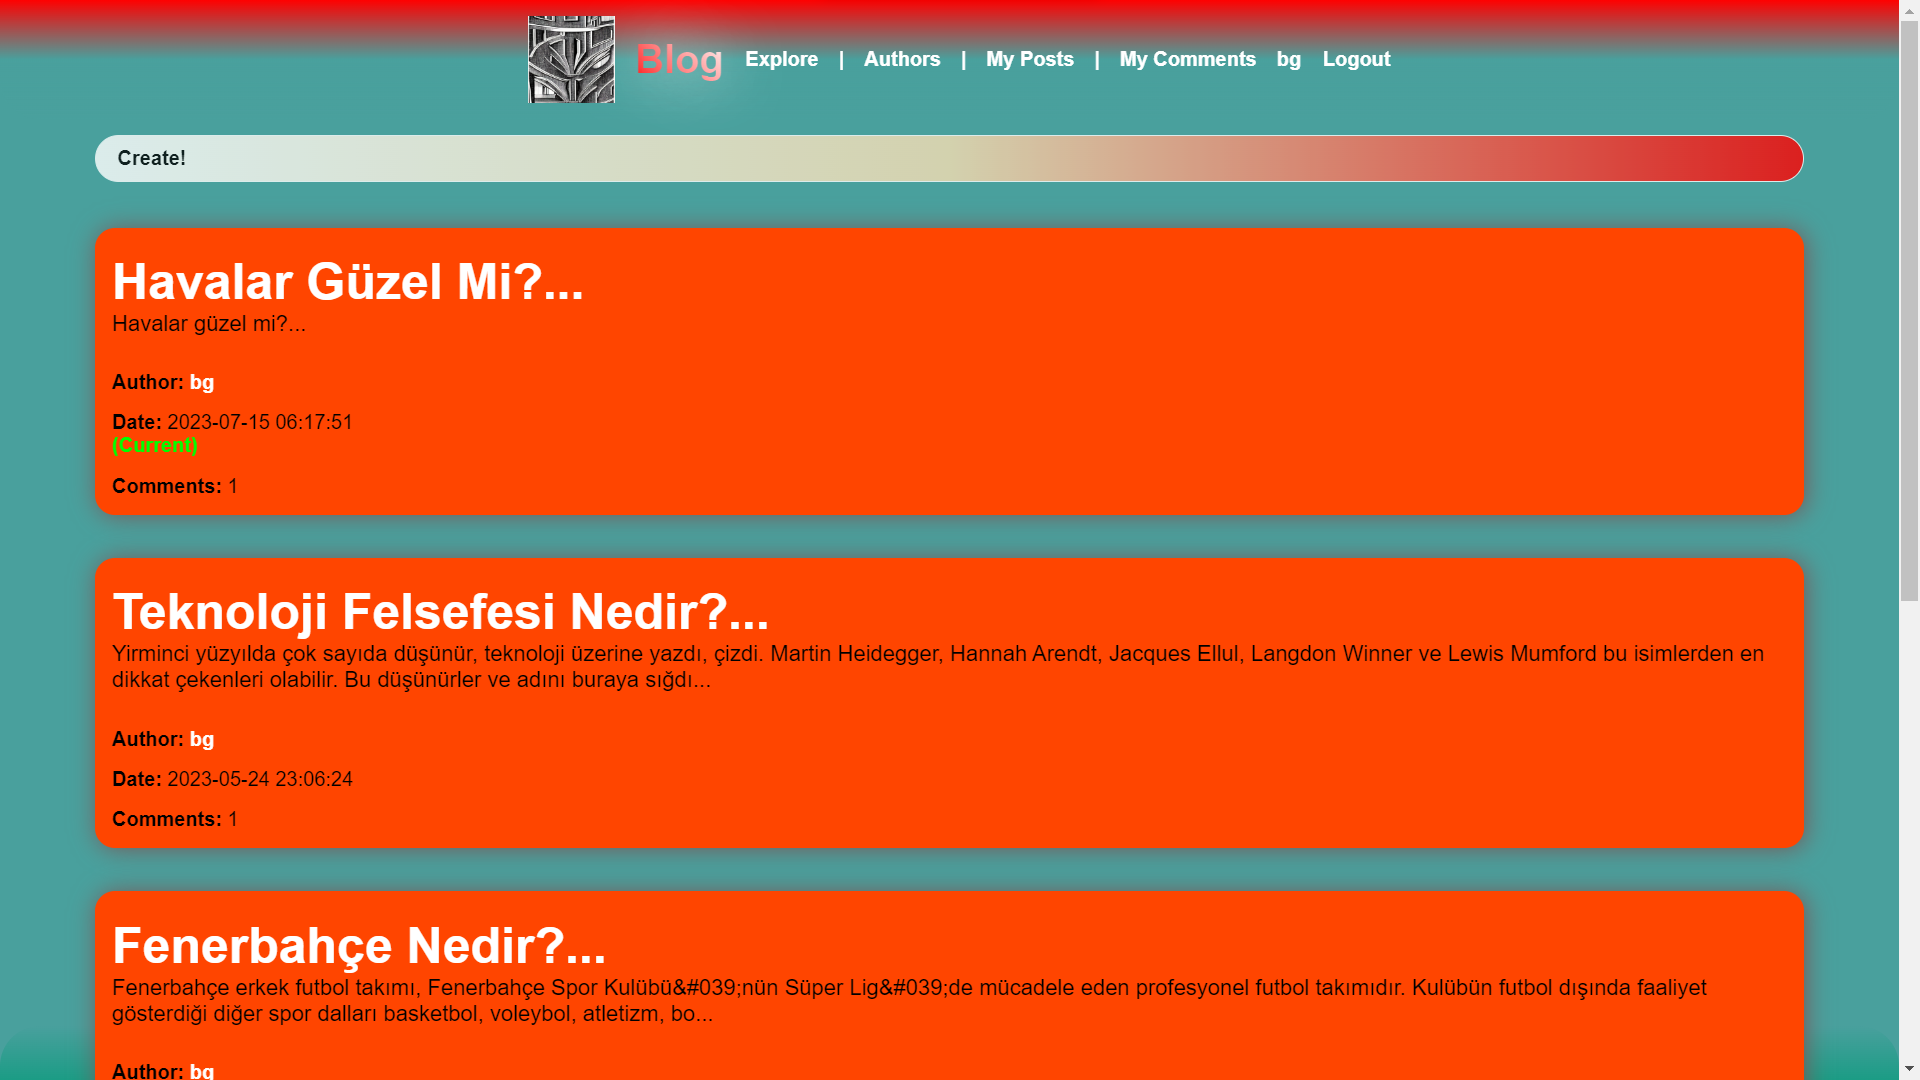 Blog Explore | Authors | My Posts | My Comments bg Logout
Create!
Havalar Güzel Mi?...
Havalar güzel mi?...
Author: bg
Date: 2023-07-15 06:17:51
(Current)
Comments: 1
Teknoloji Felsefesi Nedir?...
Yirminci yüzyılda çok sayıda düşünür, teknoloji üzerine yazdı, çizdi. Martin Heidegger, Hannah Arendt, Jacques Ellul, Langdon Winner ve Lewis Mumford bu isimlerden en
dikkat çekenleri olabilir. Bu düşünürler ve adını buraya sığdı...
Author: bg
Date: 2023-05-24 23:06:24
Comments: 1
Fenerbahçe Nedir?...
Fenerbahçe erkek futbol takımı, Fenerbahçe Spor Kulübü&#039;nün Süper Lig&#039;de mücadele eden profesyonel futbol takımıdır. Kulübün futbol dışında faaliyet
gösterdiği diğer spor dalları basketbol, voleybol, atletizm, bo...
Author: bg